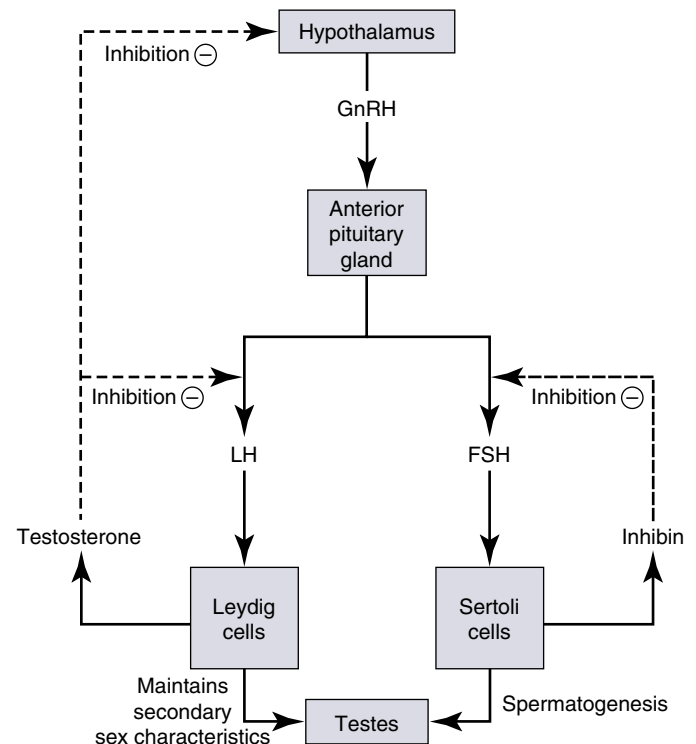 Hypothalamus
Inhibition −
GnRH
Anterior
pituitary
gland
Inhibition −
Inhibition −
LH
FSH
Testosterone
Inhibin
Leydig
cells
Sertoli
cells
Maintains
secondary
sex characteristics
Testes
Spermatogenesis